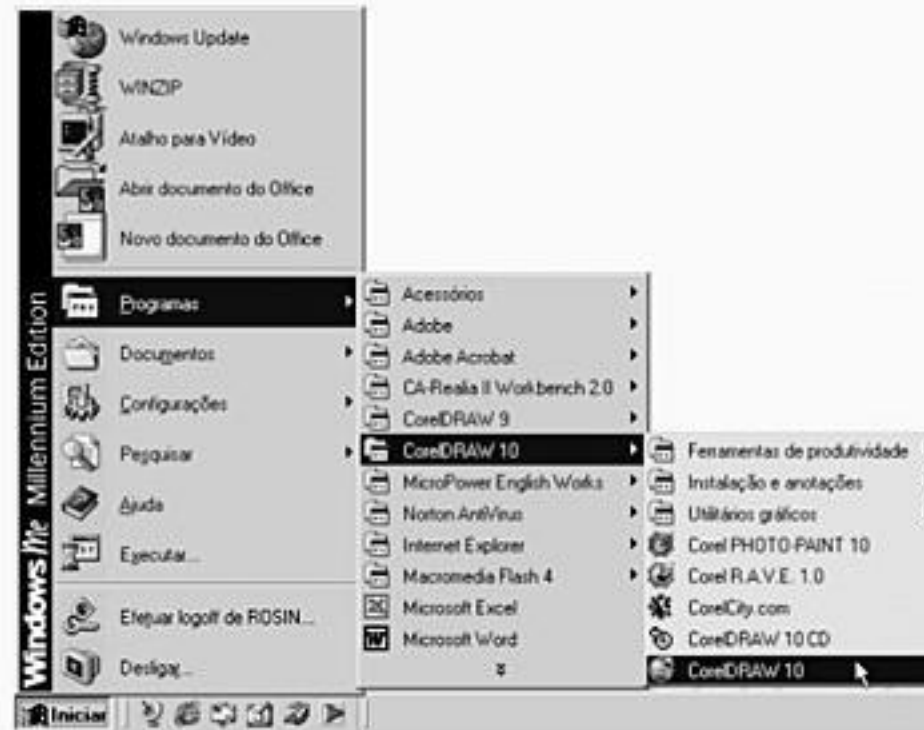 Windows Update
WINZIP
Atalho para Vídeo
Abrir documento do Office
Novo documento do Office
Programas
Documentos
Configurações
Pesquisar
Ajuda
Executar...
Efetuar logoff de ROSIN...
Desligar...
Windows Me Millennium Edition
Iniciar
Acessórios
Adobe
Adobe Acrobat
CA-Realia II Workbench 2.0
CorelDRAW 9
CorelDRAW 10
MicroPower English Works
Norton AntiVirus
Internet Explorer
Macromedia Flash 4
Microsoft Excel
Microsoft Word
Ferramentas de produtividade
Instalação e anotações
Utilitários gráficos
Corel PHOTO-PAINT 10
Corel R.A.V.E. 1.0
CorelCity.com
CorelDRAW 10 CD
CorelDRAW 10